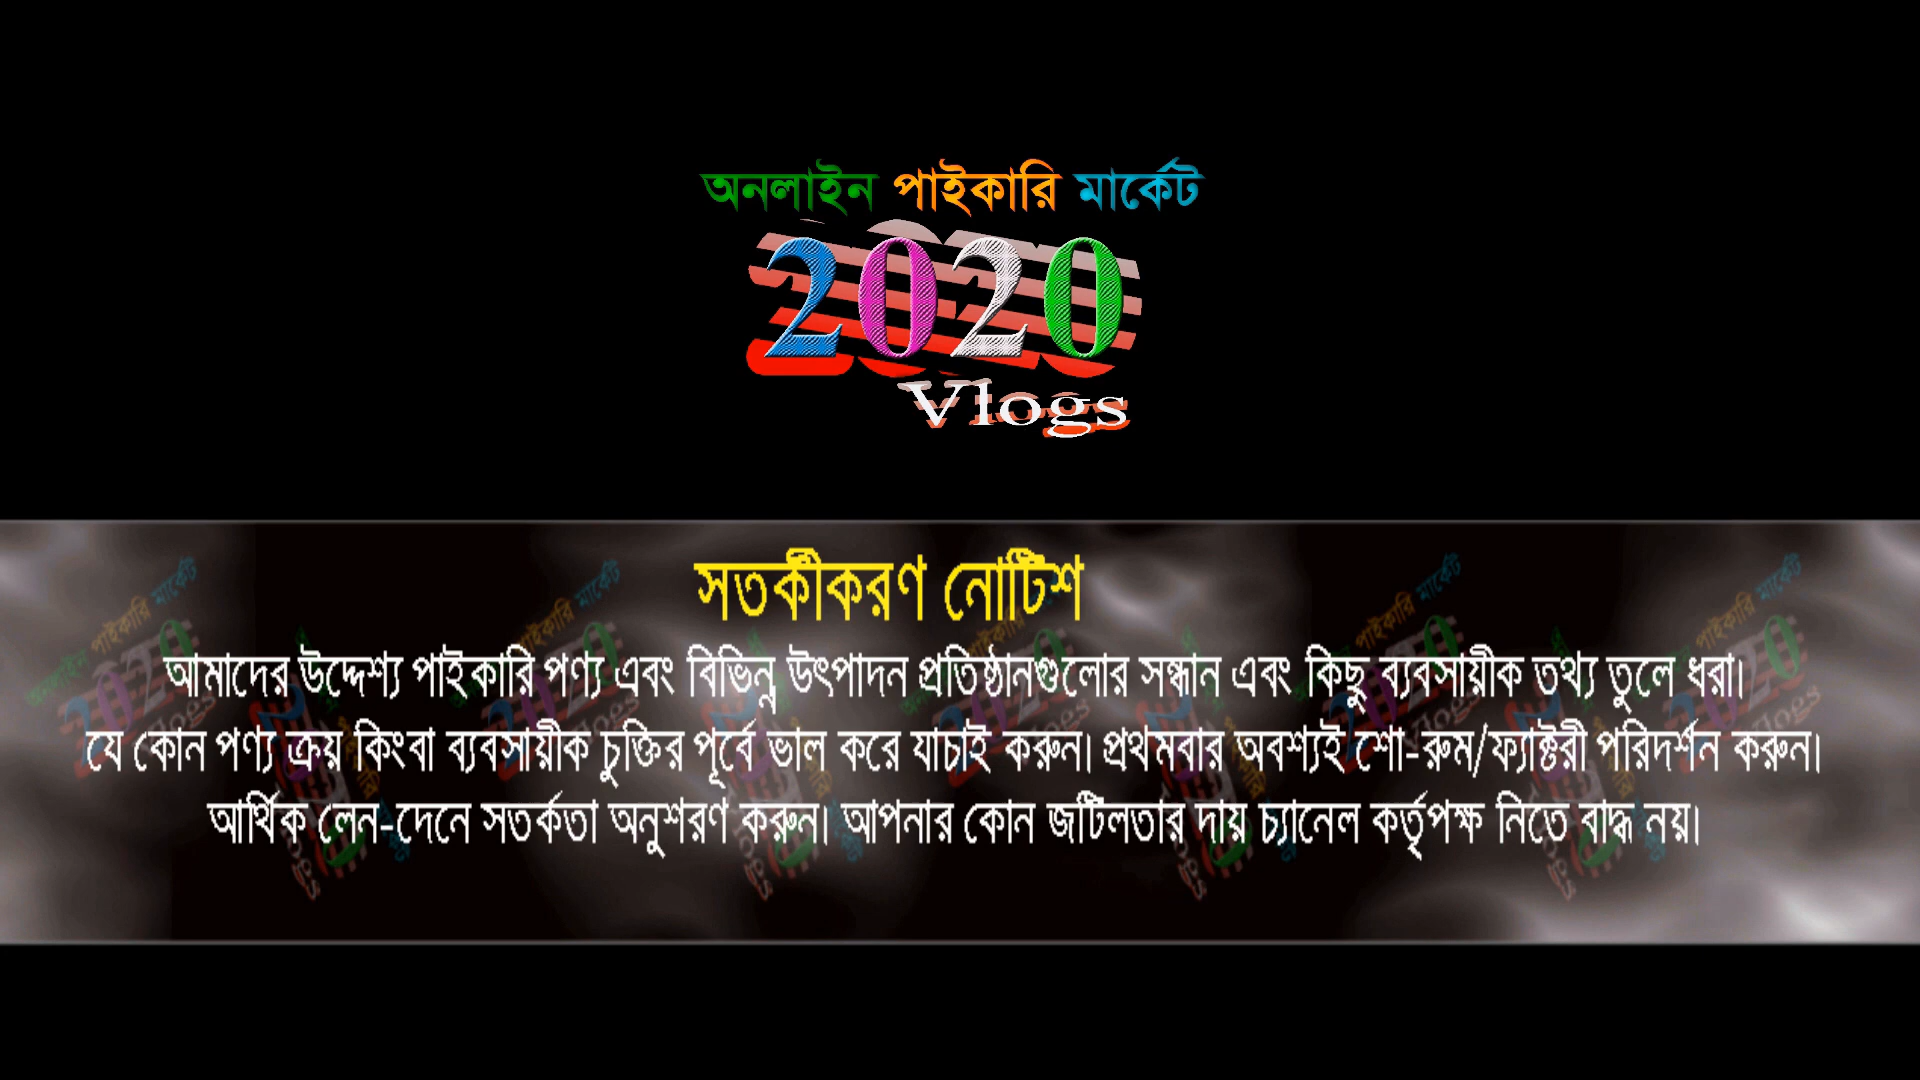 অনলাইন পাইকারি মার্কেট
2020
Vlogs
সতর্কীকরণ নোটিশ
আমাদের উদ্দেশ্য পাইকারি পণ্য এবং বিভিন্ন উৎপাদন প্রতিষ্ঠানগুলোর সন্ধান এবং কিছু ব্যবসায়ীক তথ্য তুলে ধরা।
যে কোন পণ্য ক্রয় কিংবা ব্যবসায়ীক চুক্তির পূর্বে ভাল করে যাচাই করুন। প্রথমবার অবশ্যই শো-রুম/ফ্যাক্টরী পরিদর্শন করুন।
আর্থিক লেন-দেনে সতর্কতা অনুশরণ করুন। আপনার কোন জটিলতার দায় চ্যানেল কর্তৃপক্ষ নিতে বাদ্ধ নয়।